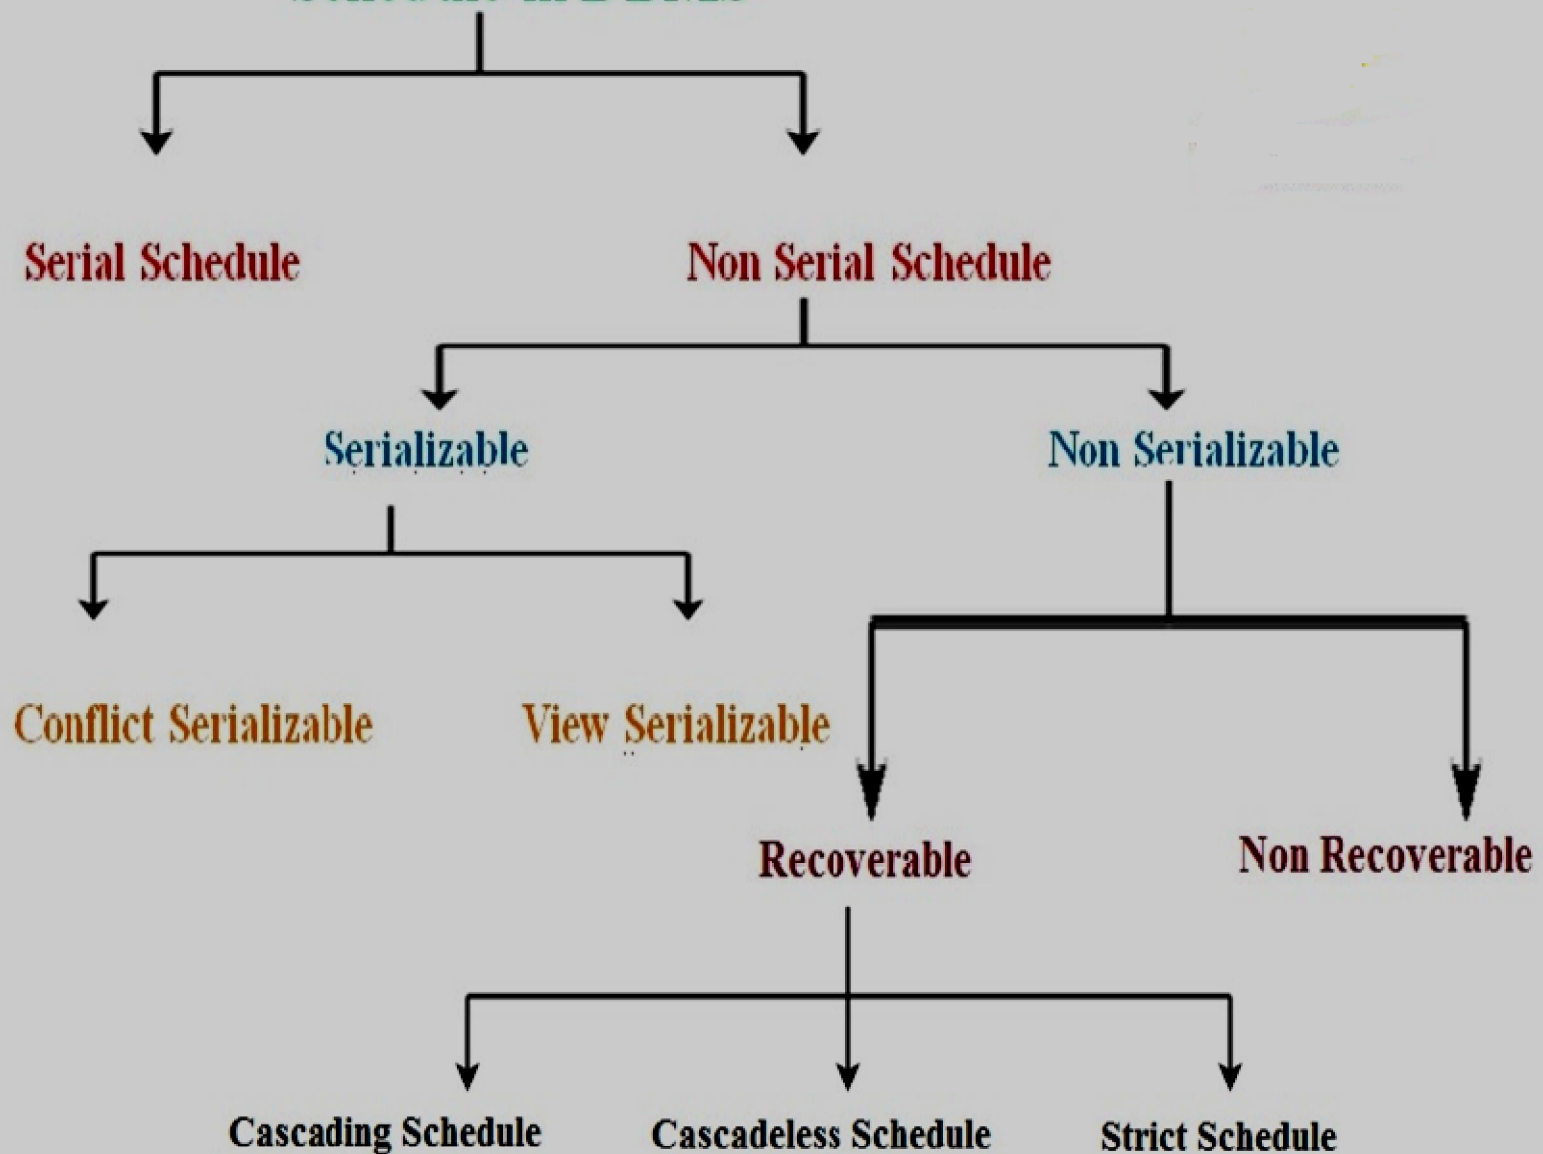 Serial Schedule
Non Serial Schedule
Serializable
Non Serializable
Conflict Serializable
View Serializable
Recoverable
Non Recoverable
Cascading Schedule
Cascadeless Schedule
Strict Schedule